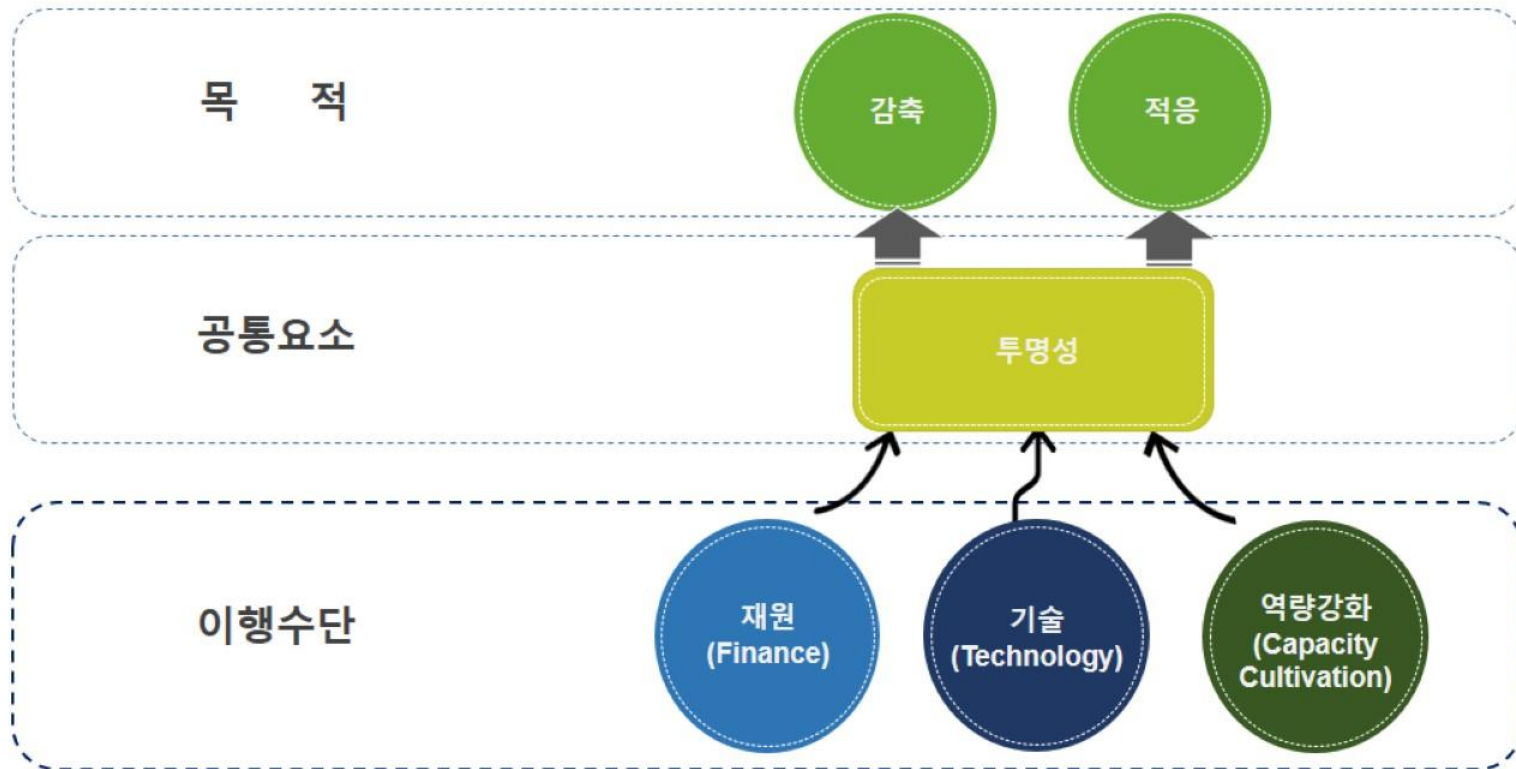 목 적
감축
적응
공통요소
투명성
이행수단
재원
(Finance)
기술
(Technology)
역량강화
(Capacity
Cultivation)